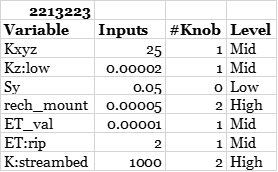 2213223
Variable Inputs #Knob Level
Kxyz 25 1 Mid
Kz:low 0.00002 1 Mid
Sy 0.05 0 Low
rech_mount 0.00005 2 High
ET_val 0.00001 1 Mid
ET:rip 2 1 Mid
K:streambed 1000 2 High